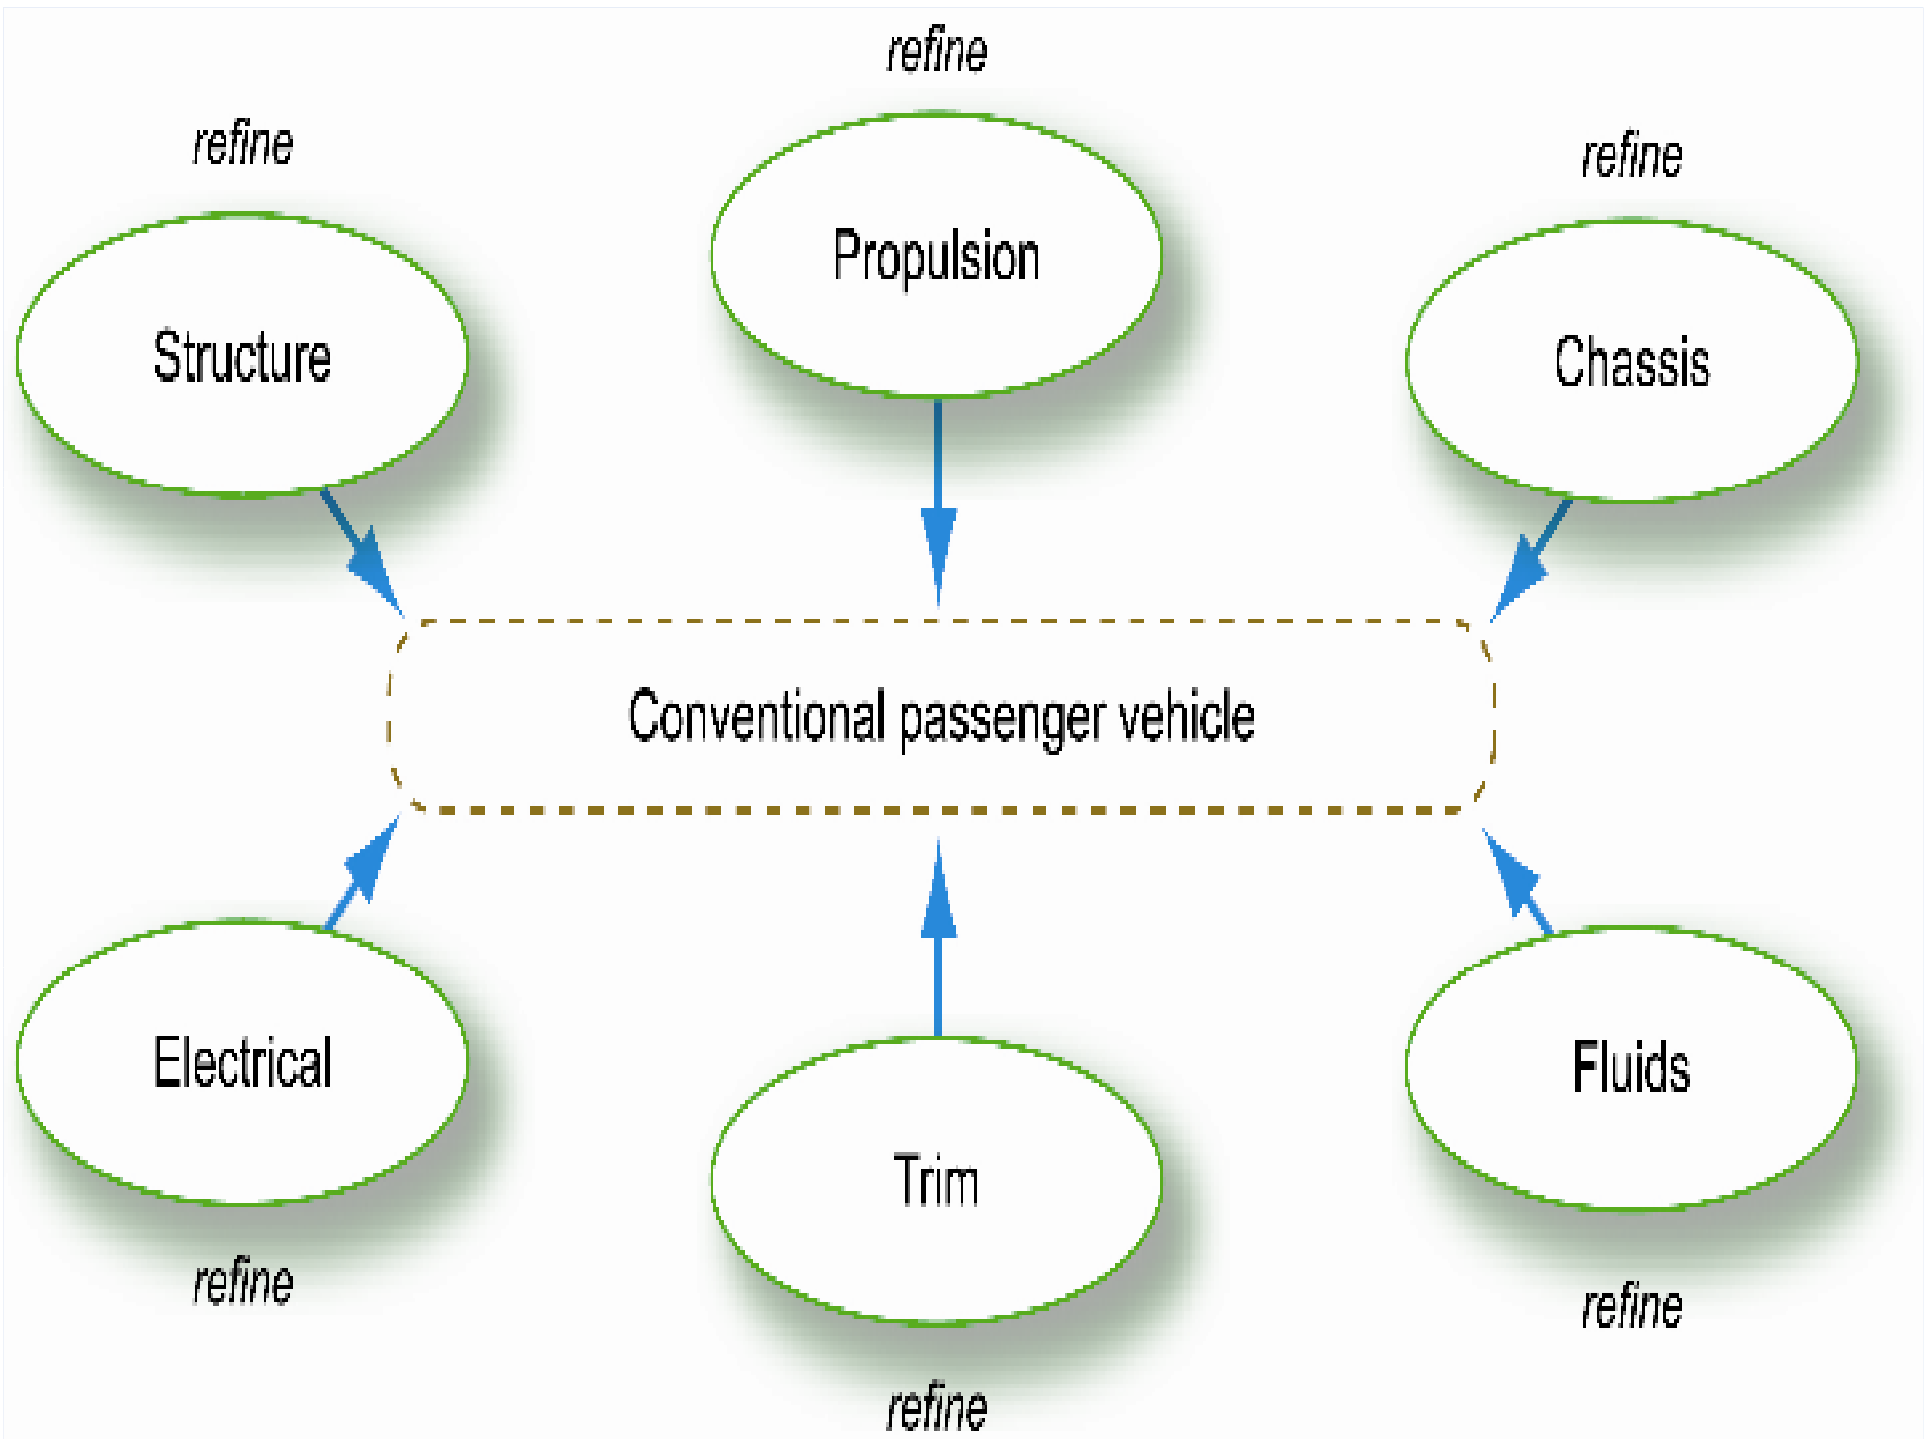 refine
refine
refine
Propulsion
Structure
Chassis
Conventional passenger vehicle
Electrical
Fluids
Trim
refine
refine
refine